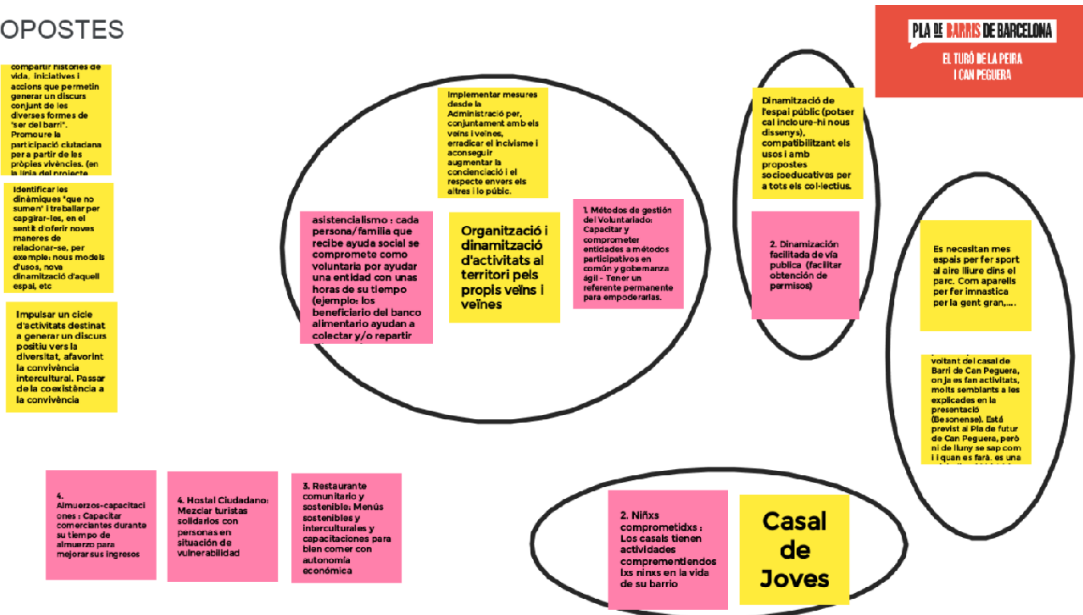 OPOSTES
PLA DE BARRIS DE BARCELONA
EL TURÓ DE LA PEIRA
I CAN PEGUERA
compartir històries de
vida, iniciatives i
accions que permetin
generar un discurs
conjunt de les
diverses formes de
"ser del barri".
Promoure la
participació ciutadana
per a partir de les
pròpies vivències. (en
la línia del projecte
Identificar les
dinàmiques "que no
sumen" i treballar per
capgirar-les, en el
sentit d'oferir noves
maneres de
relacionar-se, per
exemple: nous models
d'usos, nova
dinamització d'aquell
espai, etc
Impulsar un cicle
d'activitats destinat
a generar un discurs
positiu vers la
diversitat, afavorint
la convivència
intercultural. Passar
de la coexistència a
la convivència
Implementar mesures
desde la
Administració per,
conjuntament amb els
veïns i veïnes,
erradicar el incivisme i
aconseguir
augmentar la
condenciació i el
respecte envers els
altres i lo púbic.
asistencialismo : cada
persona/familia que
recibe ayuda social se
compromete como
voluntaria por ayudar
una entidad con unas
horas de su tiempo
(ejemplo: los
beneficiario del banco
alimentario ayudan a
colectar y/o repartir
Organització i
dinamització
d'activitats al
territori pels
propis veïns i
veïnes
1. Métodos de gestión
del Voluntariado:
Capacitar y
comprometer
entidades a métodos
participativos en
común y gobernanza
ágil - Tener un
referente permanente
para empoderarlas.
Dinamització de
l'espai públic (potser
cal incloure-hi nous
dissenys),
compatibilitzant els
usos i amb
propostes
socioeducatives per
a tots els col·lectius.
2. Dinamización
facilitada de vía
publica (facilitar
obtención de
permisos)
Es necesitan mes
espais per fer sport
al aire lliure dins el
parc. Com aparells
per fer imnastica
per la gent gran,....
voltant del casal de
Barri de Can Peguera,
on ja es fan activitats,
molts semblants a les
explicades en la
presentació
(Besonense). Està
previst al Pla de futur
de Can Peguera, però
ni de lluny se sap com
i i quan es farà. es una
4.
Almuerzos-capacitaci
ones : Capacitar
comerciantes durante
su tiempo de
almuerzo para
mejorar sus ingresos
4. Hostal Ciudadano:
Mezclar turistas
solidarios con
personas en
situación de
vulnerabilidad
3. Restaurante
comunitario y
sostenible: Menús
sostenibles y
interculturales y
capacitaciones para
bien comer con
autonomía
económica
2. Niñxs
comprometidxs :
Los casals tienen
actividades
comprementiendos
lxs ninxs en la vida
de su barrio
Casal
de
Joves